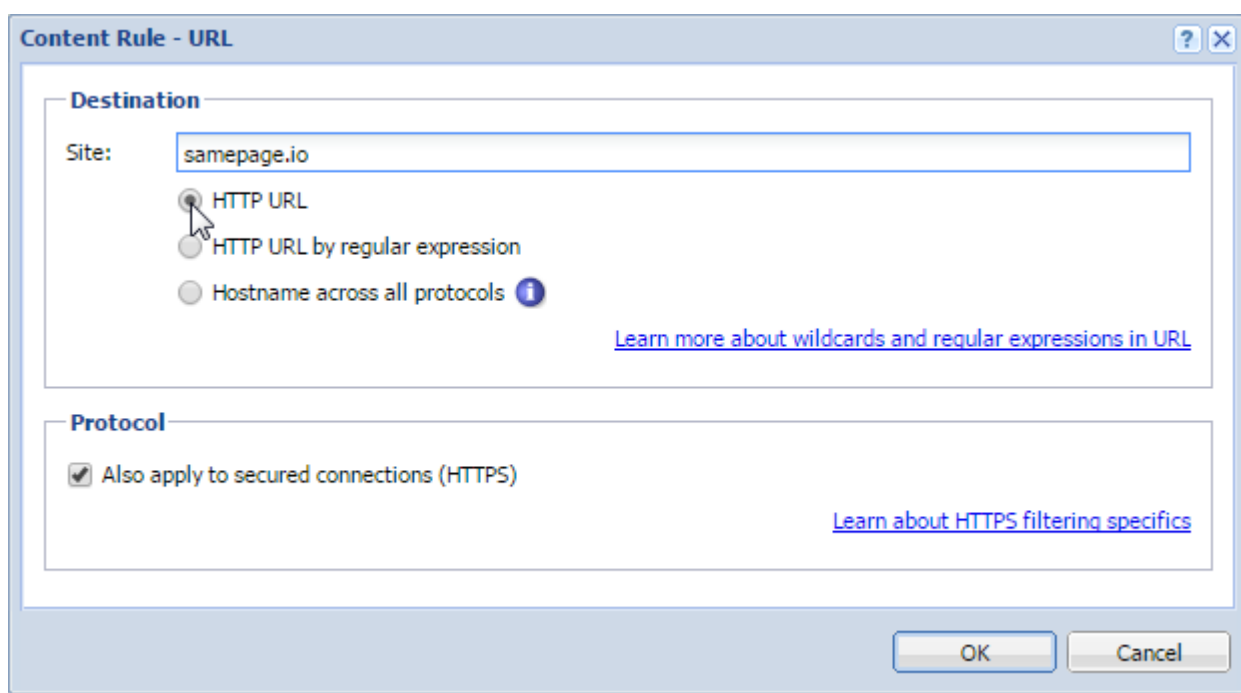 Content Rule - URL
Destination
Site: samepage.io
HTTP URL
HTTP URL by regular expression
Hostname across all protocols
Learn more about wildcards and regular expressions in URL
Protocol
Also apply to secured connections (HTTPS)
Learn about HTTPS filtering specifics
OK Cancel